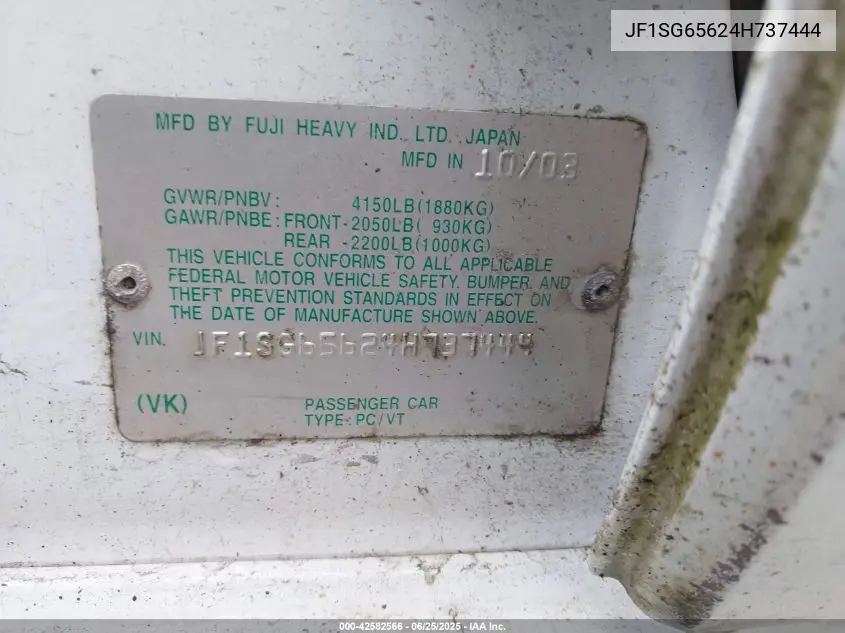 JF1SG65624H737444
MFD BY FUJI HEAVY IND., LTD. JAPAN
MFD IN 10/03
GVWR/PNBV: 4150LB(1880KG)
GAWR/PNBE: FRONT-2050LB( 930KG)
REAR -2200LB(1000KG)
THIS VEHICLE CONFORMS TO ALL APPLICABLE
FEDERAL MOTOR VEHICLE SAFETY, BUMPER, AND
THEFT PREVENTION STANDARDS IN EFFECT ON
THE DATE OF MANUFACTURE SHOWN ABOVE.
VIN. JF1SG65624H737444
(VK) PASSENGER CAR
TYPE: PC/VT
000-42582566 - 06/25/2025 - IAA Inc.